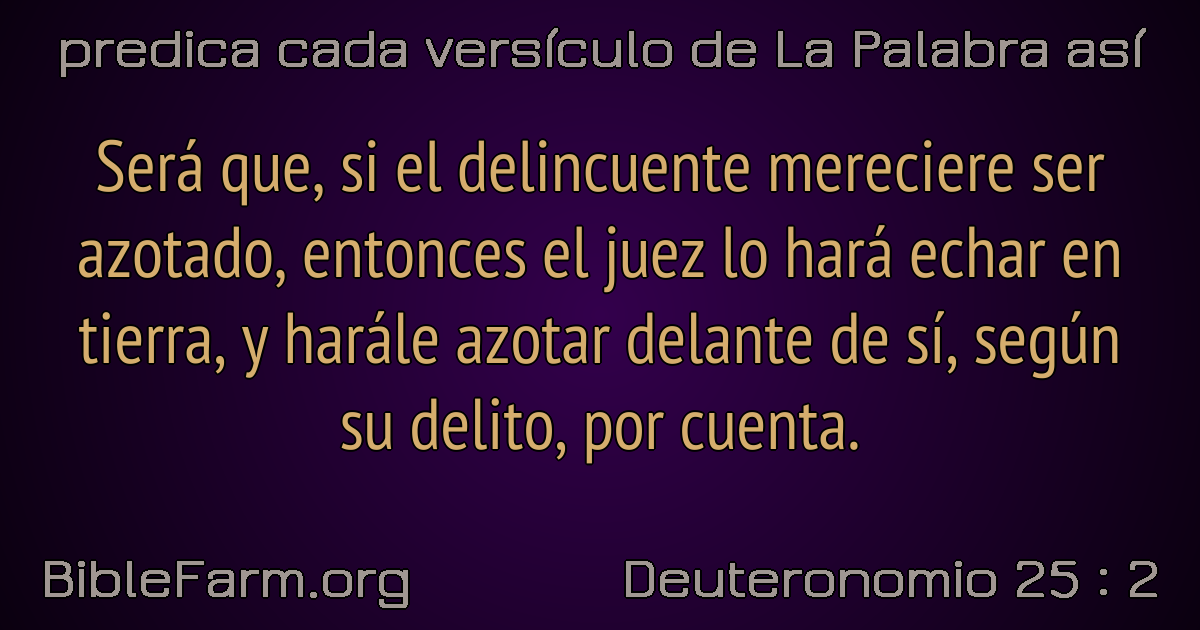 predica cada versículo de La Palabra así
Será que, si el delincuente mereciere ser
azotado, entonces el juez lo hará echar en
tierra, y harále azotar delante de sí, según
su delito, por cuenta.
BibleFarm.org
Deuteronomio 25 : 2